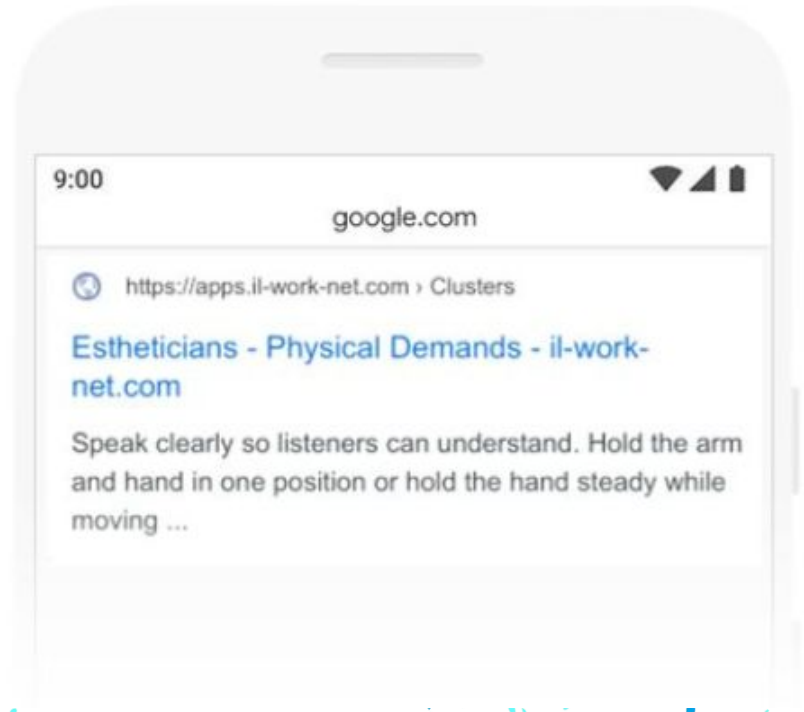 9:00
google.com
https://apps.il-work-net.com › Clusters
Estheticians - Physical Demands - il-work-
net.com
Speak clearly so listeners can understand. Hold the arm
and hand in one position or hold the hand steady while
moving ...